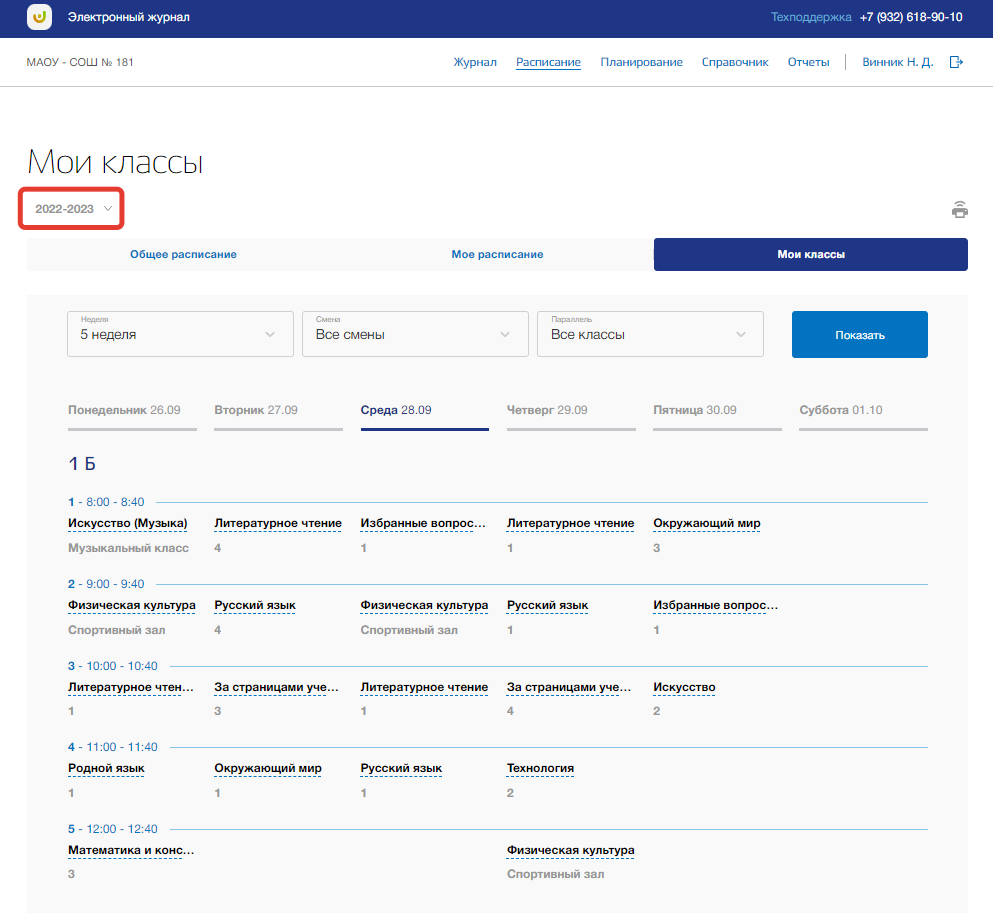 Электронный журнал
Техподдержка +7 (932) 618-90-10
МАОУ - СОШ № 181
Журнал Расписание Планирование Справочник Отчеты Винник Н. Д.
Мои классы
2022-2023
Общее расписание Мое расписание Мои классы
Неделя Смена Параллель
5 неделя Все смены Все классы Показать
Понедельник 26.09 Вторник 27.09 Среда 28.09 Четверг 29.09 Пятница 30.09 Суббота 01.10
1 Б
1 - 8:00 - 8:40
Искусство (Музыка) Литературное чтение Избранные вопрос... Литературное чтение Окружающий мир
Музыкальный класс 4 1 1 3
2 - 9:00 - 9:40
Физическая культура Русский язык Физическая культура Русский язык Избранные вопрос...
Спортивный зал 4 Спортивный зал 1 1
3 - 10:00 - 10:40
Литературное чтен... За страницами уче... Литературное чтение За страницами уче... Искусство
1 3 1 4 2
4 - 11:00 - 11:40
Родной язык Окружающий мир Русский язык Технология
1 1 1 2
5 - 12:00 - 12:40
Математика и конс... Физическая культура
3 Спортивный зал